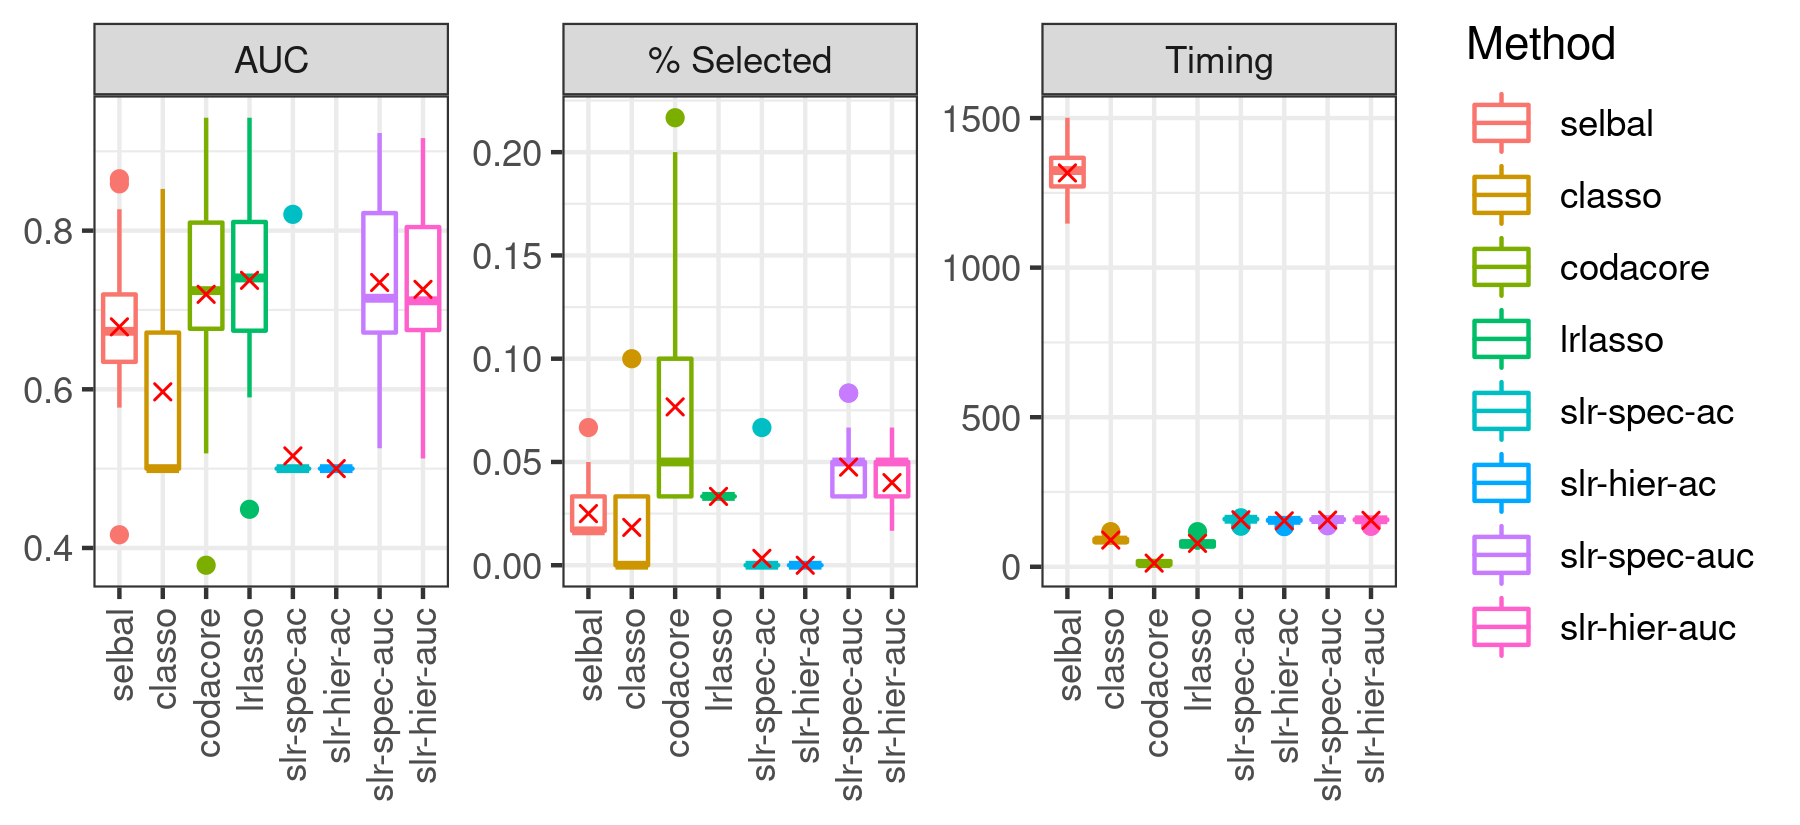 AUC
% Selected
Timing
Method
0.8
0.6
0.4
0.20
0.15
0.10
0.05
0.00
1500
1000
500
0
selbal
classo
codacore
lrlasso
slr-spec-ac
slr-hier-ac
slr-spec-auc
slr-hier-auc
selbal
classo
codacore
lrlasso
slr-spec-ac
slr-hier-ac
slr-spec-auc
slr-hier-auc
selbal
classo
codacore
lrlasso
slr-spec-ac
slr-hier-ac
slr-spec-auc
slr-hier-auc
selbal
classo
codacore
lrlasso
slr-spec-ac
slr-hier-ac
slr-spec-auc
slr-hier-auc